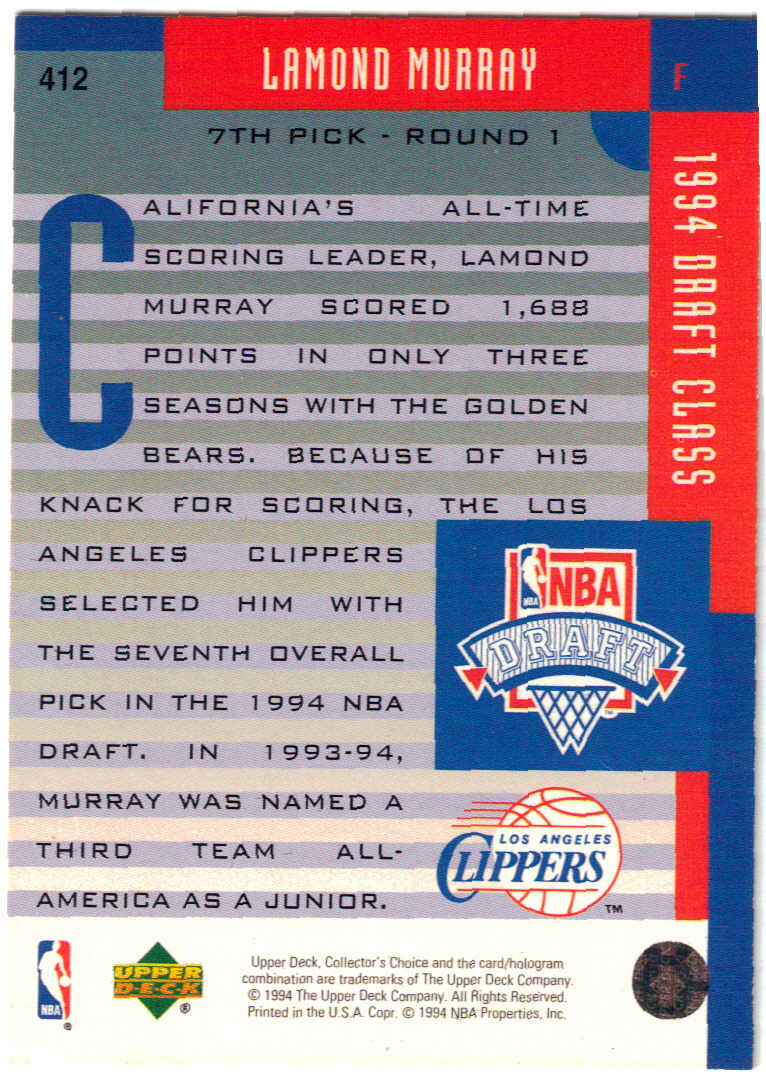 412
LAMOND MURRAY
F
7TH PICK - ROUND 1
1994 DRAFT CLASS
CALIFORNIA'S ALL-TIME
SCORING LEADER, LAMOND
MURRAY SCORED 1,688
POINTS IN ONLY THREE
SEASONS WITH THE GOLDEN
BEARS. BECAUSE OF HIS
KNACK FOR SCORING, THE LOS
ANGELES CLIPPERS
SELECTED HIM WITH
THE SEVENTH OVERALL
PICK IN THE 1994 NBA
DRAFT. IN 1993-94,
MURRAY WAS NAMED A
THIRD TEAM ALL-
AMERICA AS A JUNIOR.
NBA
NBA
DRAFT
TM
LOS ANGELES
CLIPPERS
TM
NBA
®
UPPER
DECK
®
Upper Deck, Collector's Choice and the card/hologram
combination are trademarks of The Upper Deck Company.
© 1994 The Upper Deck Company. All Rights Reserved.
Printed in the U.S.A. Copr. © 1994 NBA Properties, Inc.